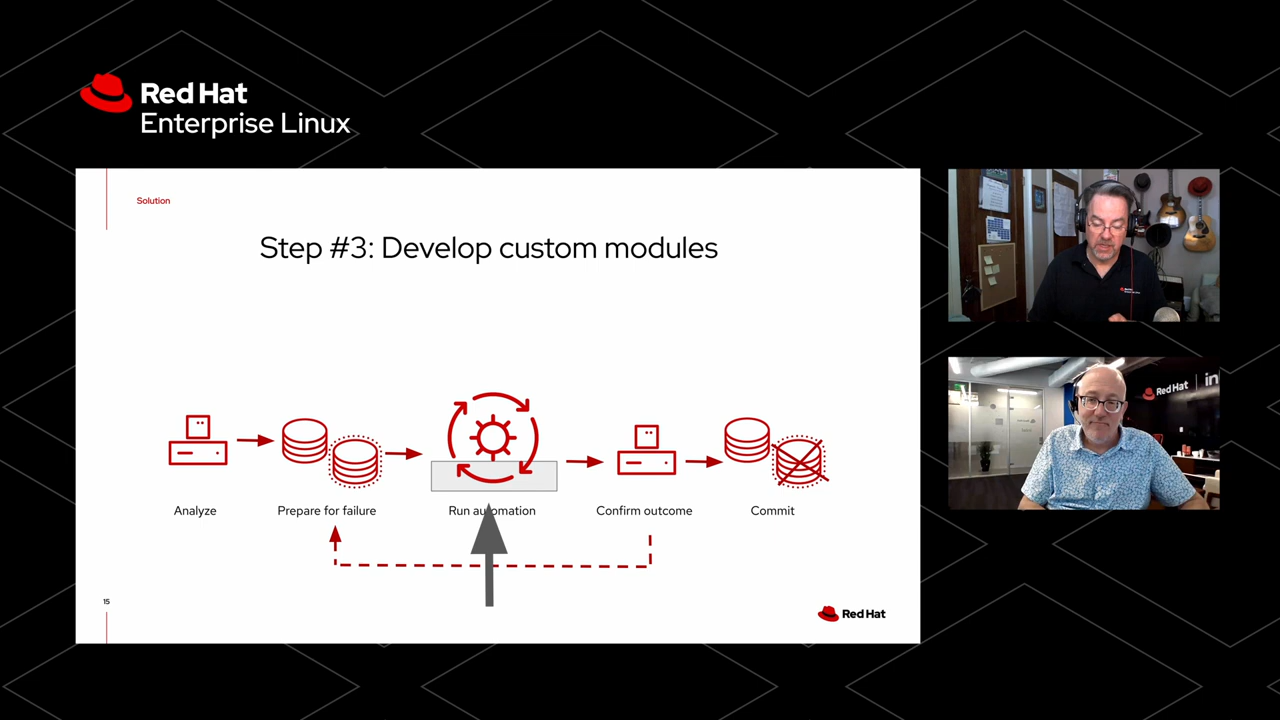 Red Hat
Enterprise Linux
Solution
Step #3: Develop custom modules
Analyze
Prepare for failure
Run automation
Confirm outcome
Commit
15
Red Hat
Red Hat
in